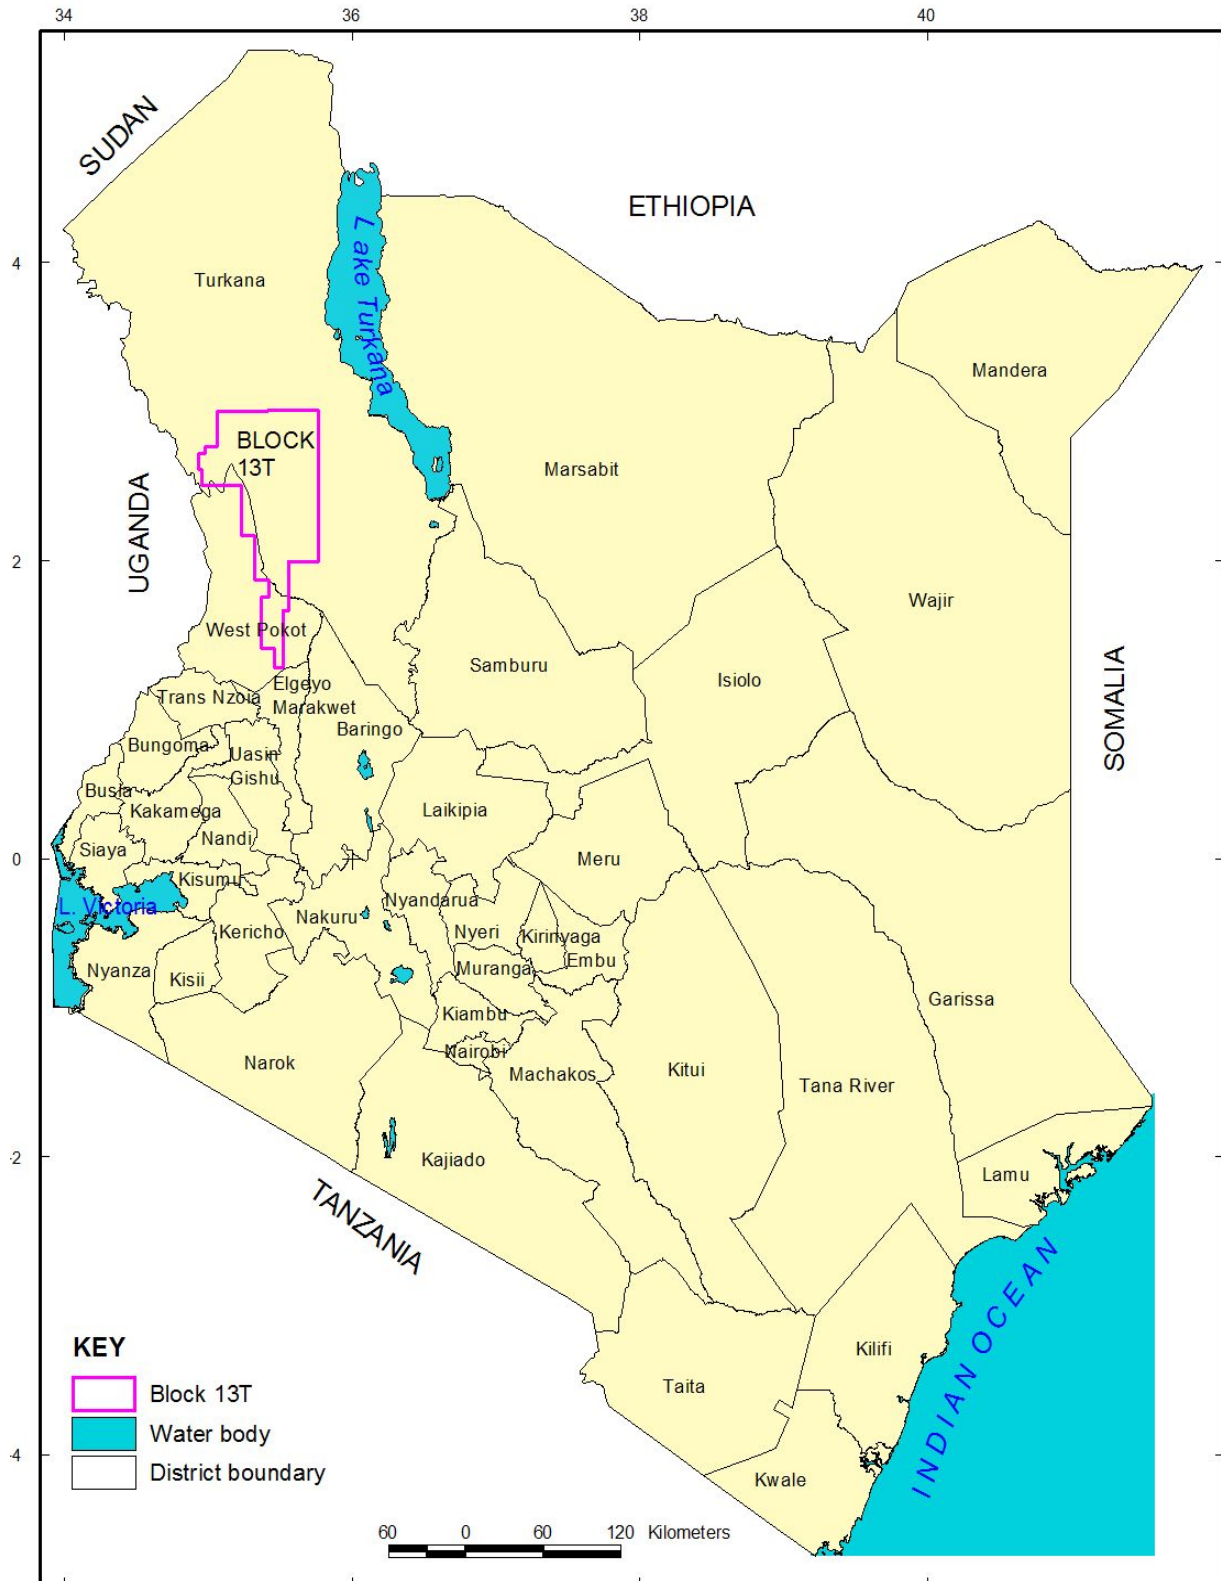 34 36 38 40
SUDAN
ETHIOPIA
4
Lake Turkana
Turkana
Mandera
BLOCK
13T
Marsabit
UGANDA
2
Wajir
West Pokot
SOMALIA
Samburu
Isiolo
Elgeyo
Marakwet
Trans Nzoia
Baringo
Bungoma
Uasin
Gishu
Busia
Kakamega
Laikipia
Nandi
Siaya
0
Meru
Kisumu
L. Victoria
Nyandarua
Nakuru
Kericho
Nyeri
Kirinyaga
Embu
Muranga
Nyanza
Kisii
Garissa
Kiambu
Nairobi
Narok
Machakos
Kitui
Tana River
-2
Kajiado
Lamu
TANZANIA
INDIAN OCEAN
KEY
Kilifi
Block 13T
Taita
Water body
-4
District boundary
Kwale
60 0 60 120 Kilometers